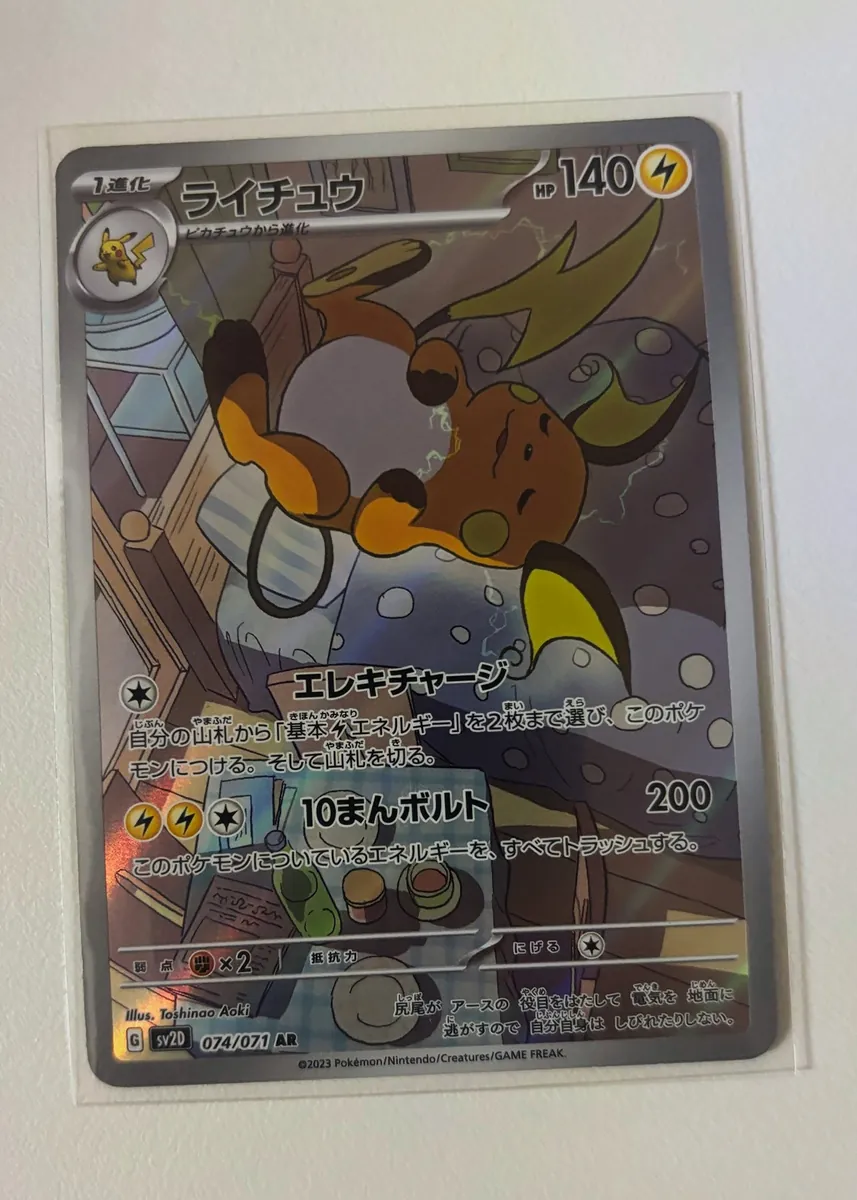 1進化
ライチュウ
HP 140
ピカチュウから進化
エレキチャージ
自分の山札から「基本エネルギー」を2枚まで選び、このポケ
モンにつける。そして山札を切る。
10まんボルト 200
このポケモンについているエネルギーを、すべてトラッシュする。
弱点 ×2 抵抗力 にげる
尻尾が アースの 役目をはたして 電気を 地面に
逃がすので 自分自身は しびれたりしない。
Illus. Toshinao Aoki
G SV2D 074/071 AR
©2023 Pokémon/Nintendo/Creatures/GAME FREAK.